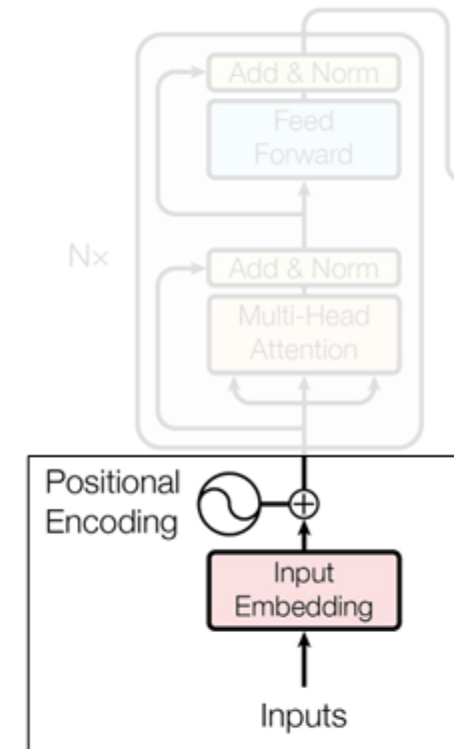 Add & Norm
Feed
Forward
N×
Add & Norm
Multi-Head
Attention
Positional
Encoding
Input
Embedding
Inputs